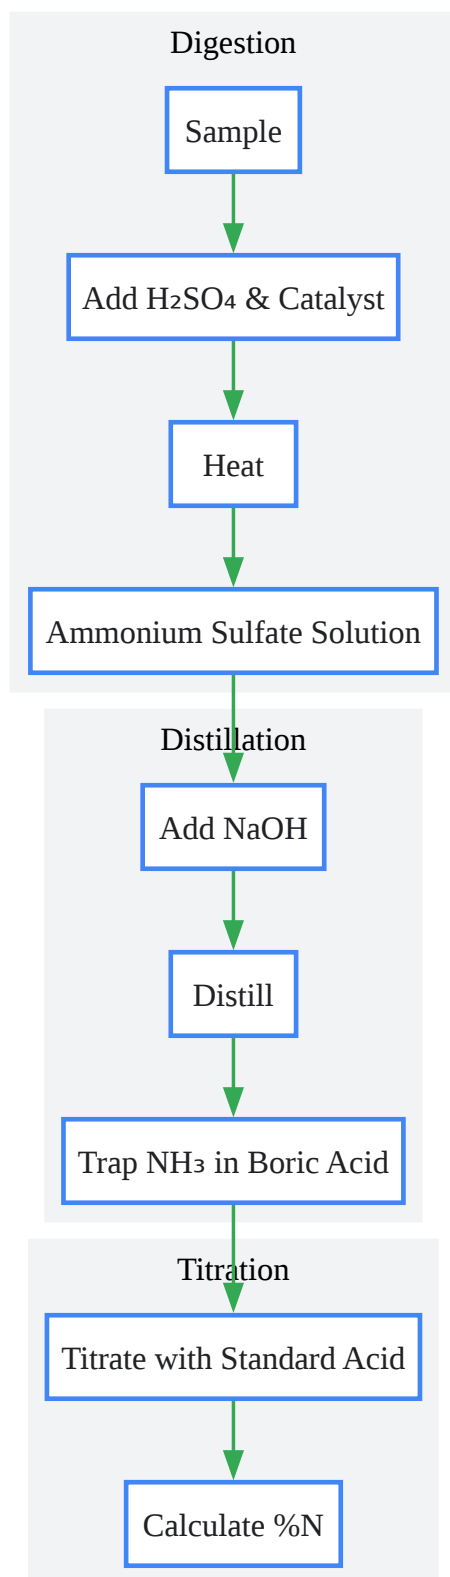 Digestion
Sample
Add H₂SO₄ & Catalyst
Heat
Ammonium Sulfate Solution
Distillation
Add NaOH
Distill
Trap NH₃ in Boric Acid
Titration
Titrate with Standard Acid
Calculate %N